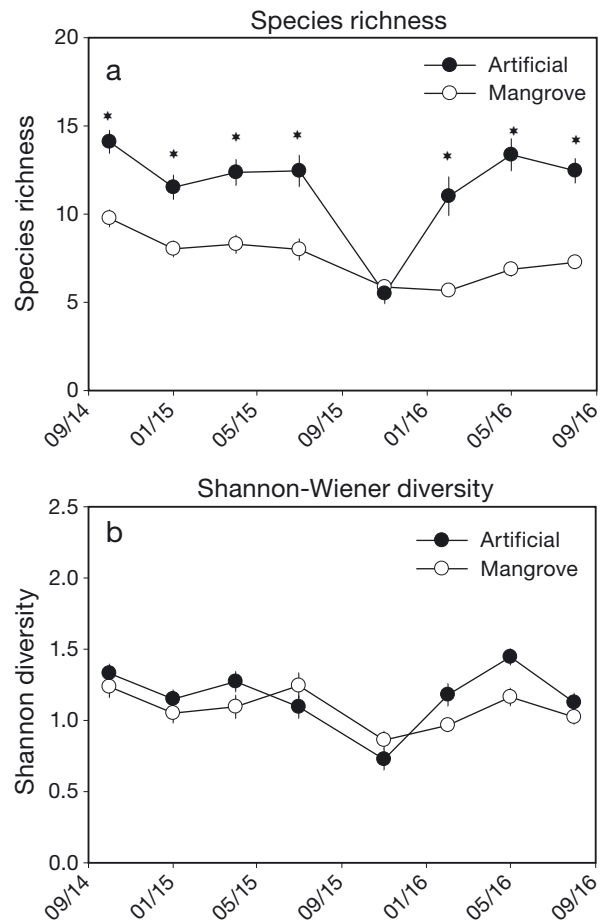 Species richness
20
a
Artificial
Mangrove
15
10
5
0
Species richness
09/14
01/15
05/15
09/15
01/16
05/16
09/16
Shannon-Wiener diversity
2.5
b
Artificial
Mangrove
2.0
1.5
1.0
0.5
0.0
Shannon diversity
09/14
01/15
05/15
09/15
01/16
05/16
09/16